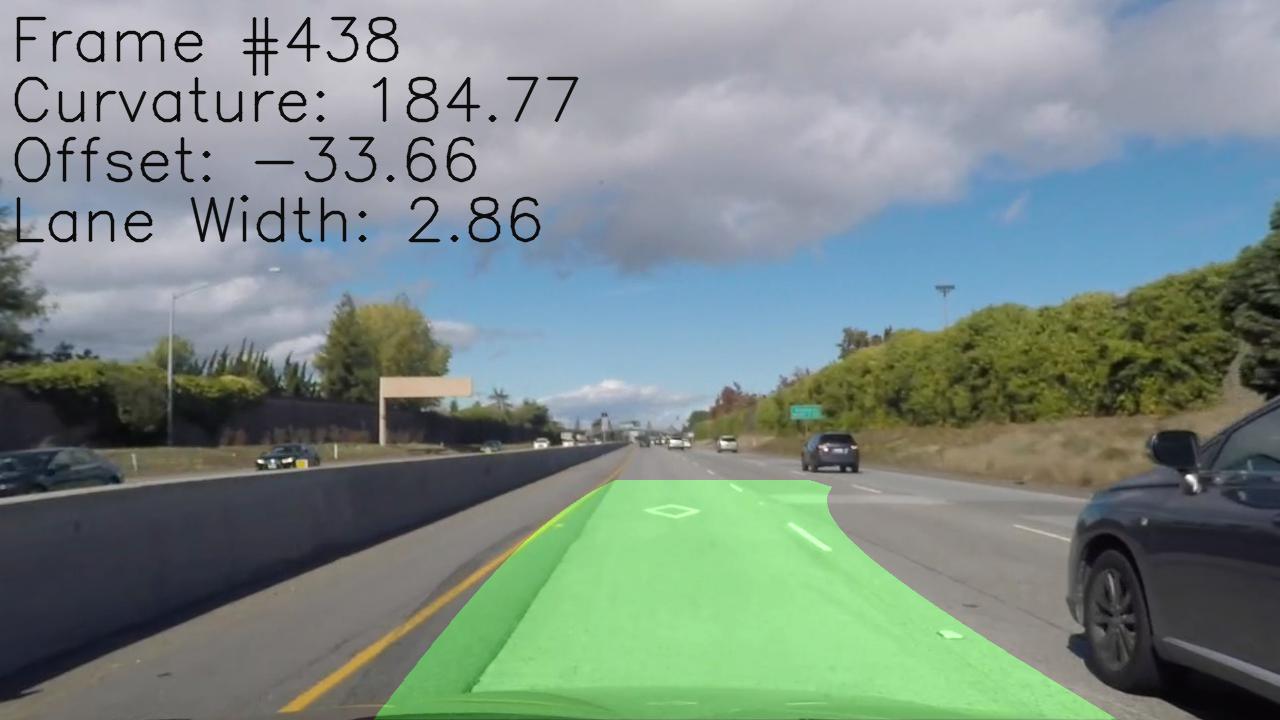 Frame #438
Curvature: 184.77
Offset: -33.66
Lane Width: 2.86